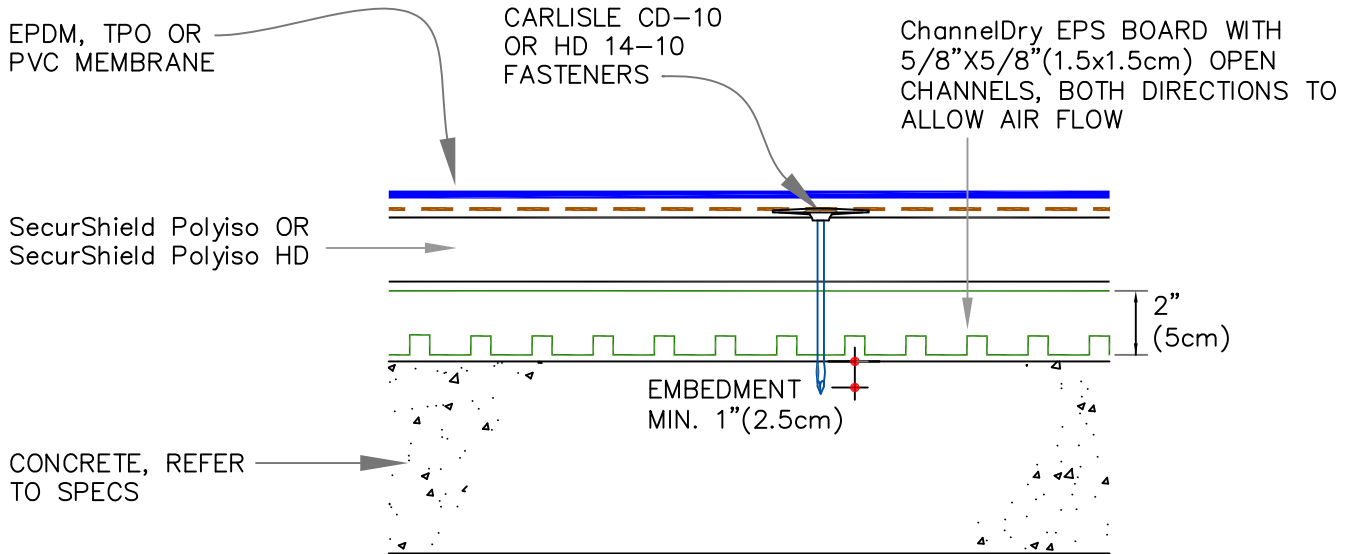 EPDM, TPO OR
PVC MEMBRANE
CARLISLE CD-10
OR HD 14-10
FASTENERS
ChannelDry EPS BOARD WITH
5/8"X5/8"(1.5x1.5cm) OPEN
CHANNELS, BOTH DIRECTIONS TO
ALLOW AIR FLOW
SecurShield Polyiso OR
SecurShield Polyiso HD
2"
(5cm)
EMBEDMENT
MIN. 1"(2.5cm)
CONCRETE, REFER
TO SPECS